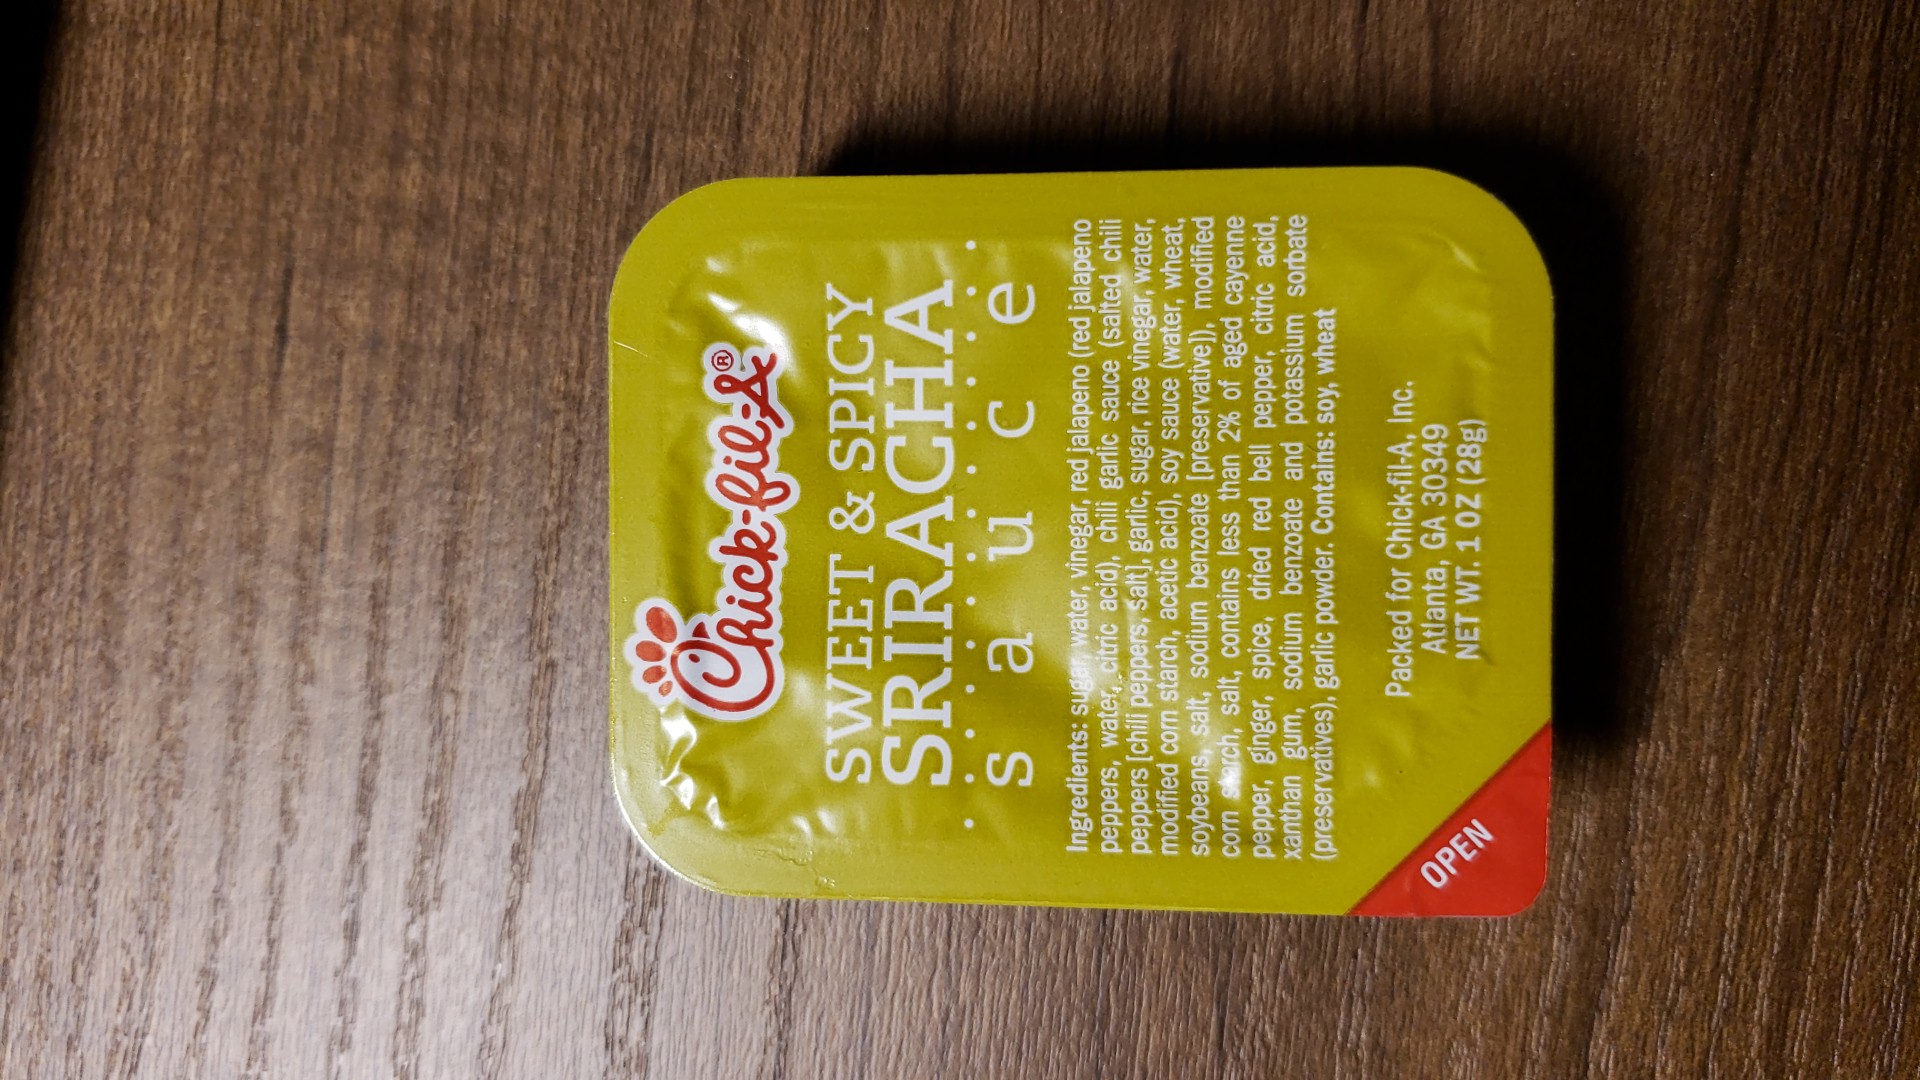 Chick-fil-A®
SWEET & SPICY
SRIRACHA
sauce
Ingredients: sugar, water, vinegar, red jalapeno (red jalapeno
peppers, water, citric acid), chili garlic sauce (salted chili
peppers [chili peppers, salt], garlic, sugar, rice vinegar, water,
modified corn starch, acetic acid), soy sauce (water, wheat,
soybeans, salt, sodium benzoate [preservative]), modified
corn starch, salt, contains less than 2% of aged cayenne
pepper, ginger, spice, dried red bell pepper, citric acid,
xanthan gum, sodium benzoate and potassium sorbate
(preservatives), garlic powder. Contains: soy, wheat
Packed for Chick-fil-A, Inc.
Atlanta, GA 30349
NET WT. 1 OZ (28g)
OPEN